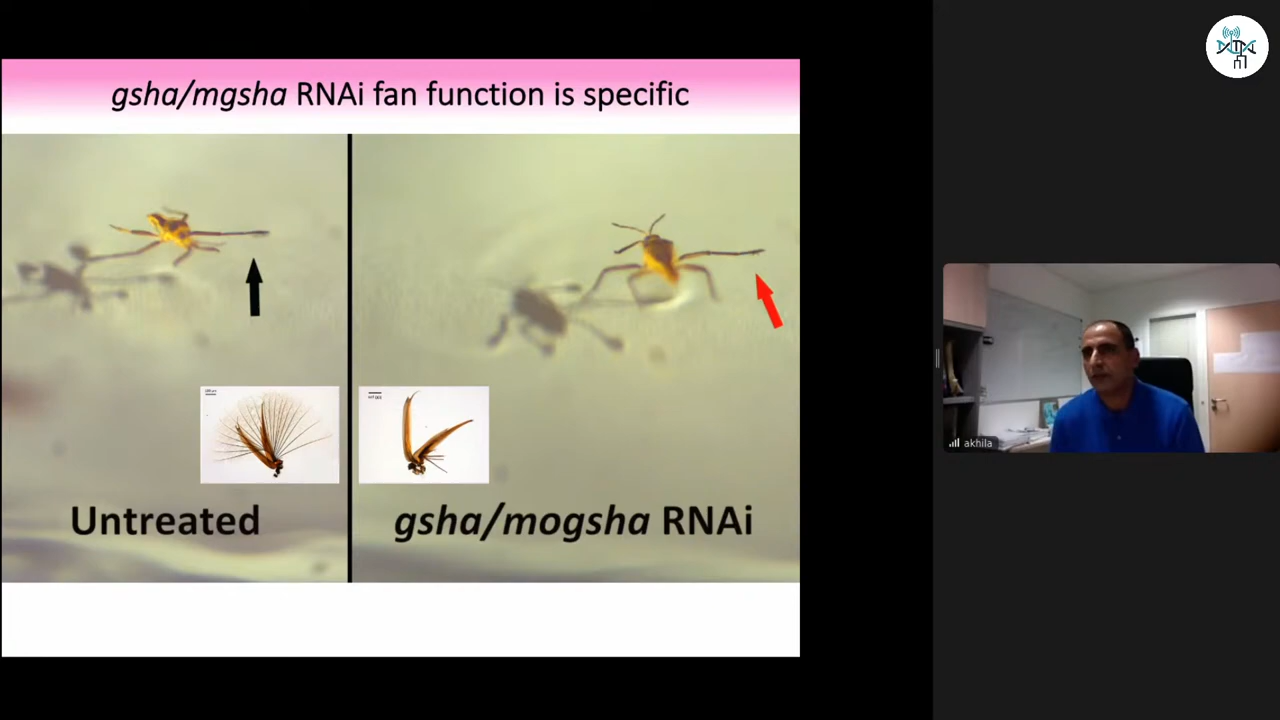 gsha/mgsha RNAi fan function is specific
Untreated
gsha/mogsha RNAi
akhila